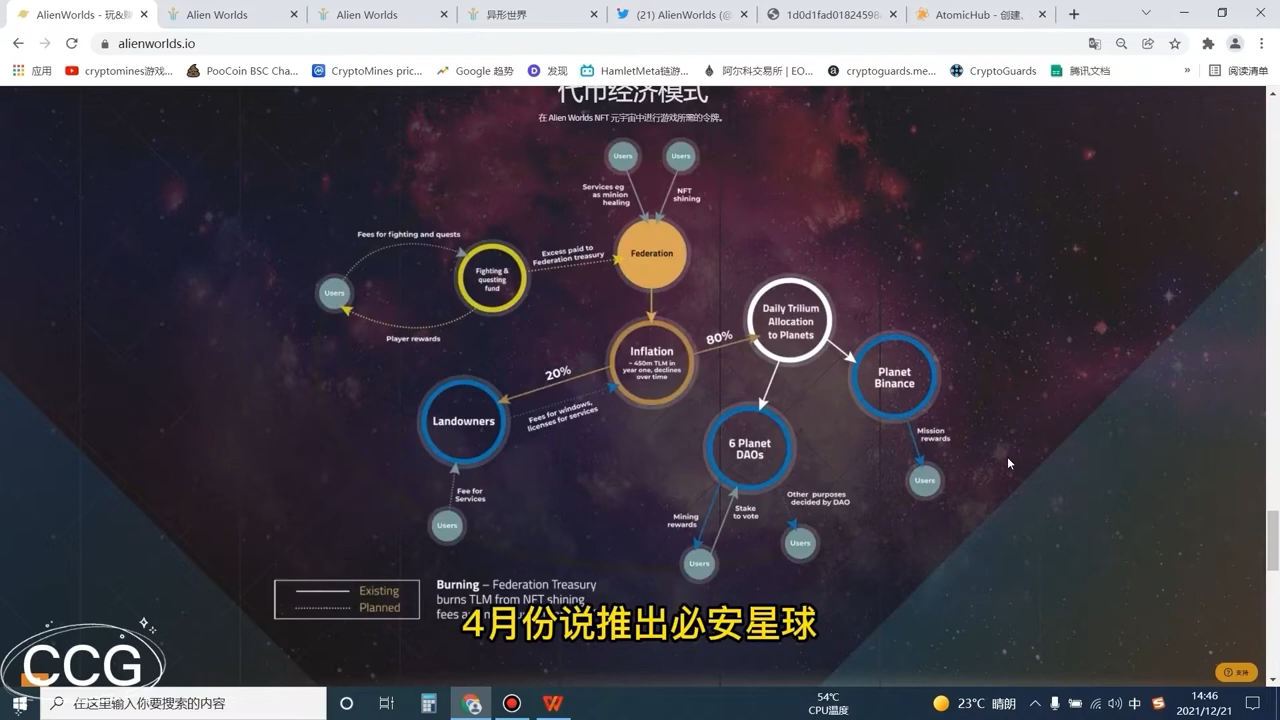 Alien Worlds - 玩&
Alien Worlds
Alien Worlds
异形世界
(21) AlienWorlds (@
1d0d1fad01824598
AtomicHub - 创建、
alienworlds.io
应用
cryptomines游戏...
PooCoin BSC Cha...
CryptoMines pric...
Google 趋势
发现
HamletMeta链游...
阿尔科交易所 | EO...
cryptoguards.me...
CryptoGuards
腾讯文档
»
阅读清单
代币经济模式
在 Alien Worlds NFT 元宇宙中进行游戏所需的令牌。
Users
Users
Services eg
as minion
healing
NFT
shining
Fees for fighting and quests
Excess paid to
Federation treasury
Federation
Fighting &
questing
fund
Users
Player rewards
Daily Trilium
Allocation
to Planets
80%
Inflation
~ 450m TLM in
year one, declines
over time
20%
Planet
Binance
Landowners
Fees for windows,
licenses for services
6 Planet
DAOs
Mission
rewards
Users
Fee for
Services
Users
Mining
rewards
Stake
to vote
Other purposes
decided by DAO
Users
Users
Existing
Planned
Burning – Federation Treasury
burns TLM from NFT shining
fees
4月份说推出必安星球
CCG
支持
在这里输入你要搜索的内容
54℃
CPU温度
23°C 晴朗
中
14:46
2021/12/21